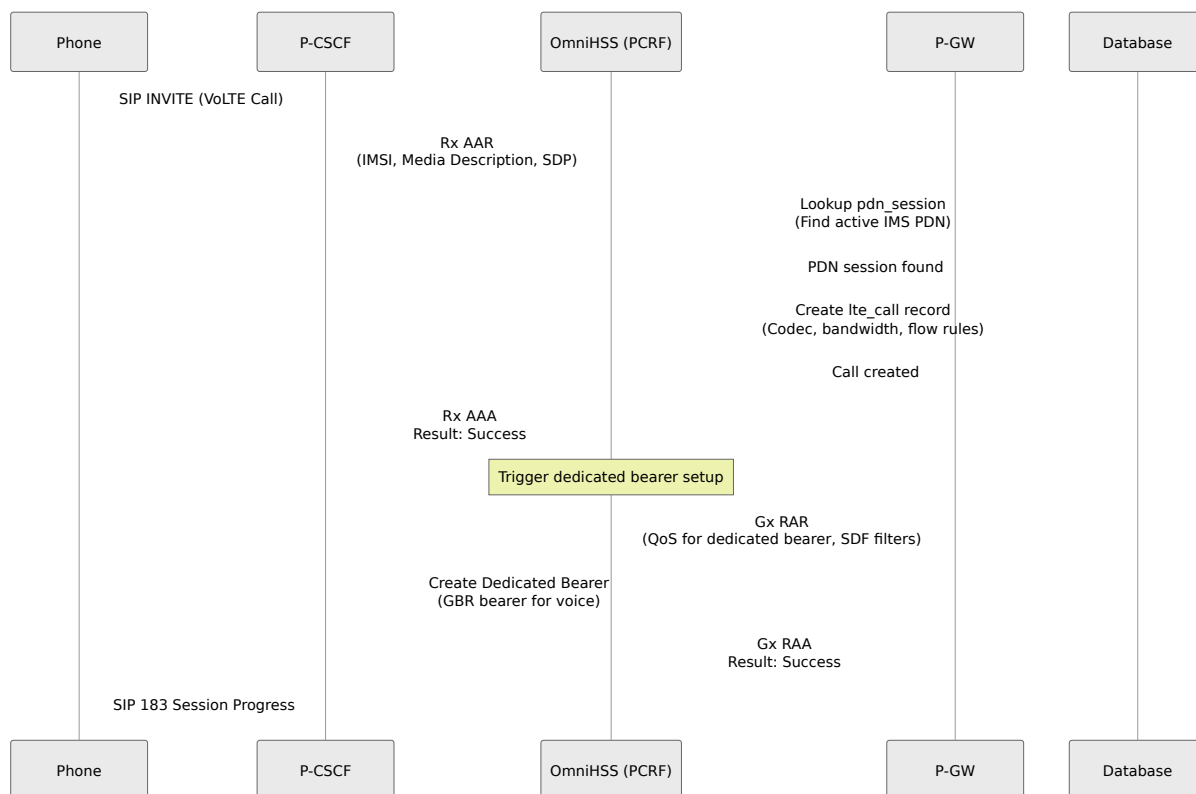 Phone
P-CSCF
OmniHSS (PCRF)
P-GW
Database
SIP INVITE (VoLTE Call)
Rx AAR
(IMSI, Media Description, SDP)
Lookup pdn_session
(Find active IMS PDN)
PDN session found
Create lte_call record
(Codec, bandwidth, flow rules)
Call created
Rx AAA
Result: Success
Trigger dedicated bearer setup
Gx RAR
(QoS for dedicated bearer, SDF filters)
Create Dedicated Bearer
(GBR bearer for voice)
Gx RAA
Result: Success
SIP 183 Session Progress
Phone
P-CSCF
OmniHSS (PCRF)
P-GW
Database